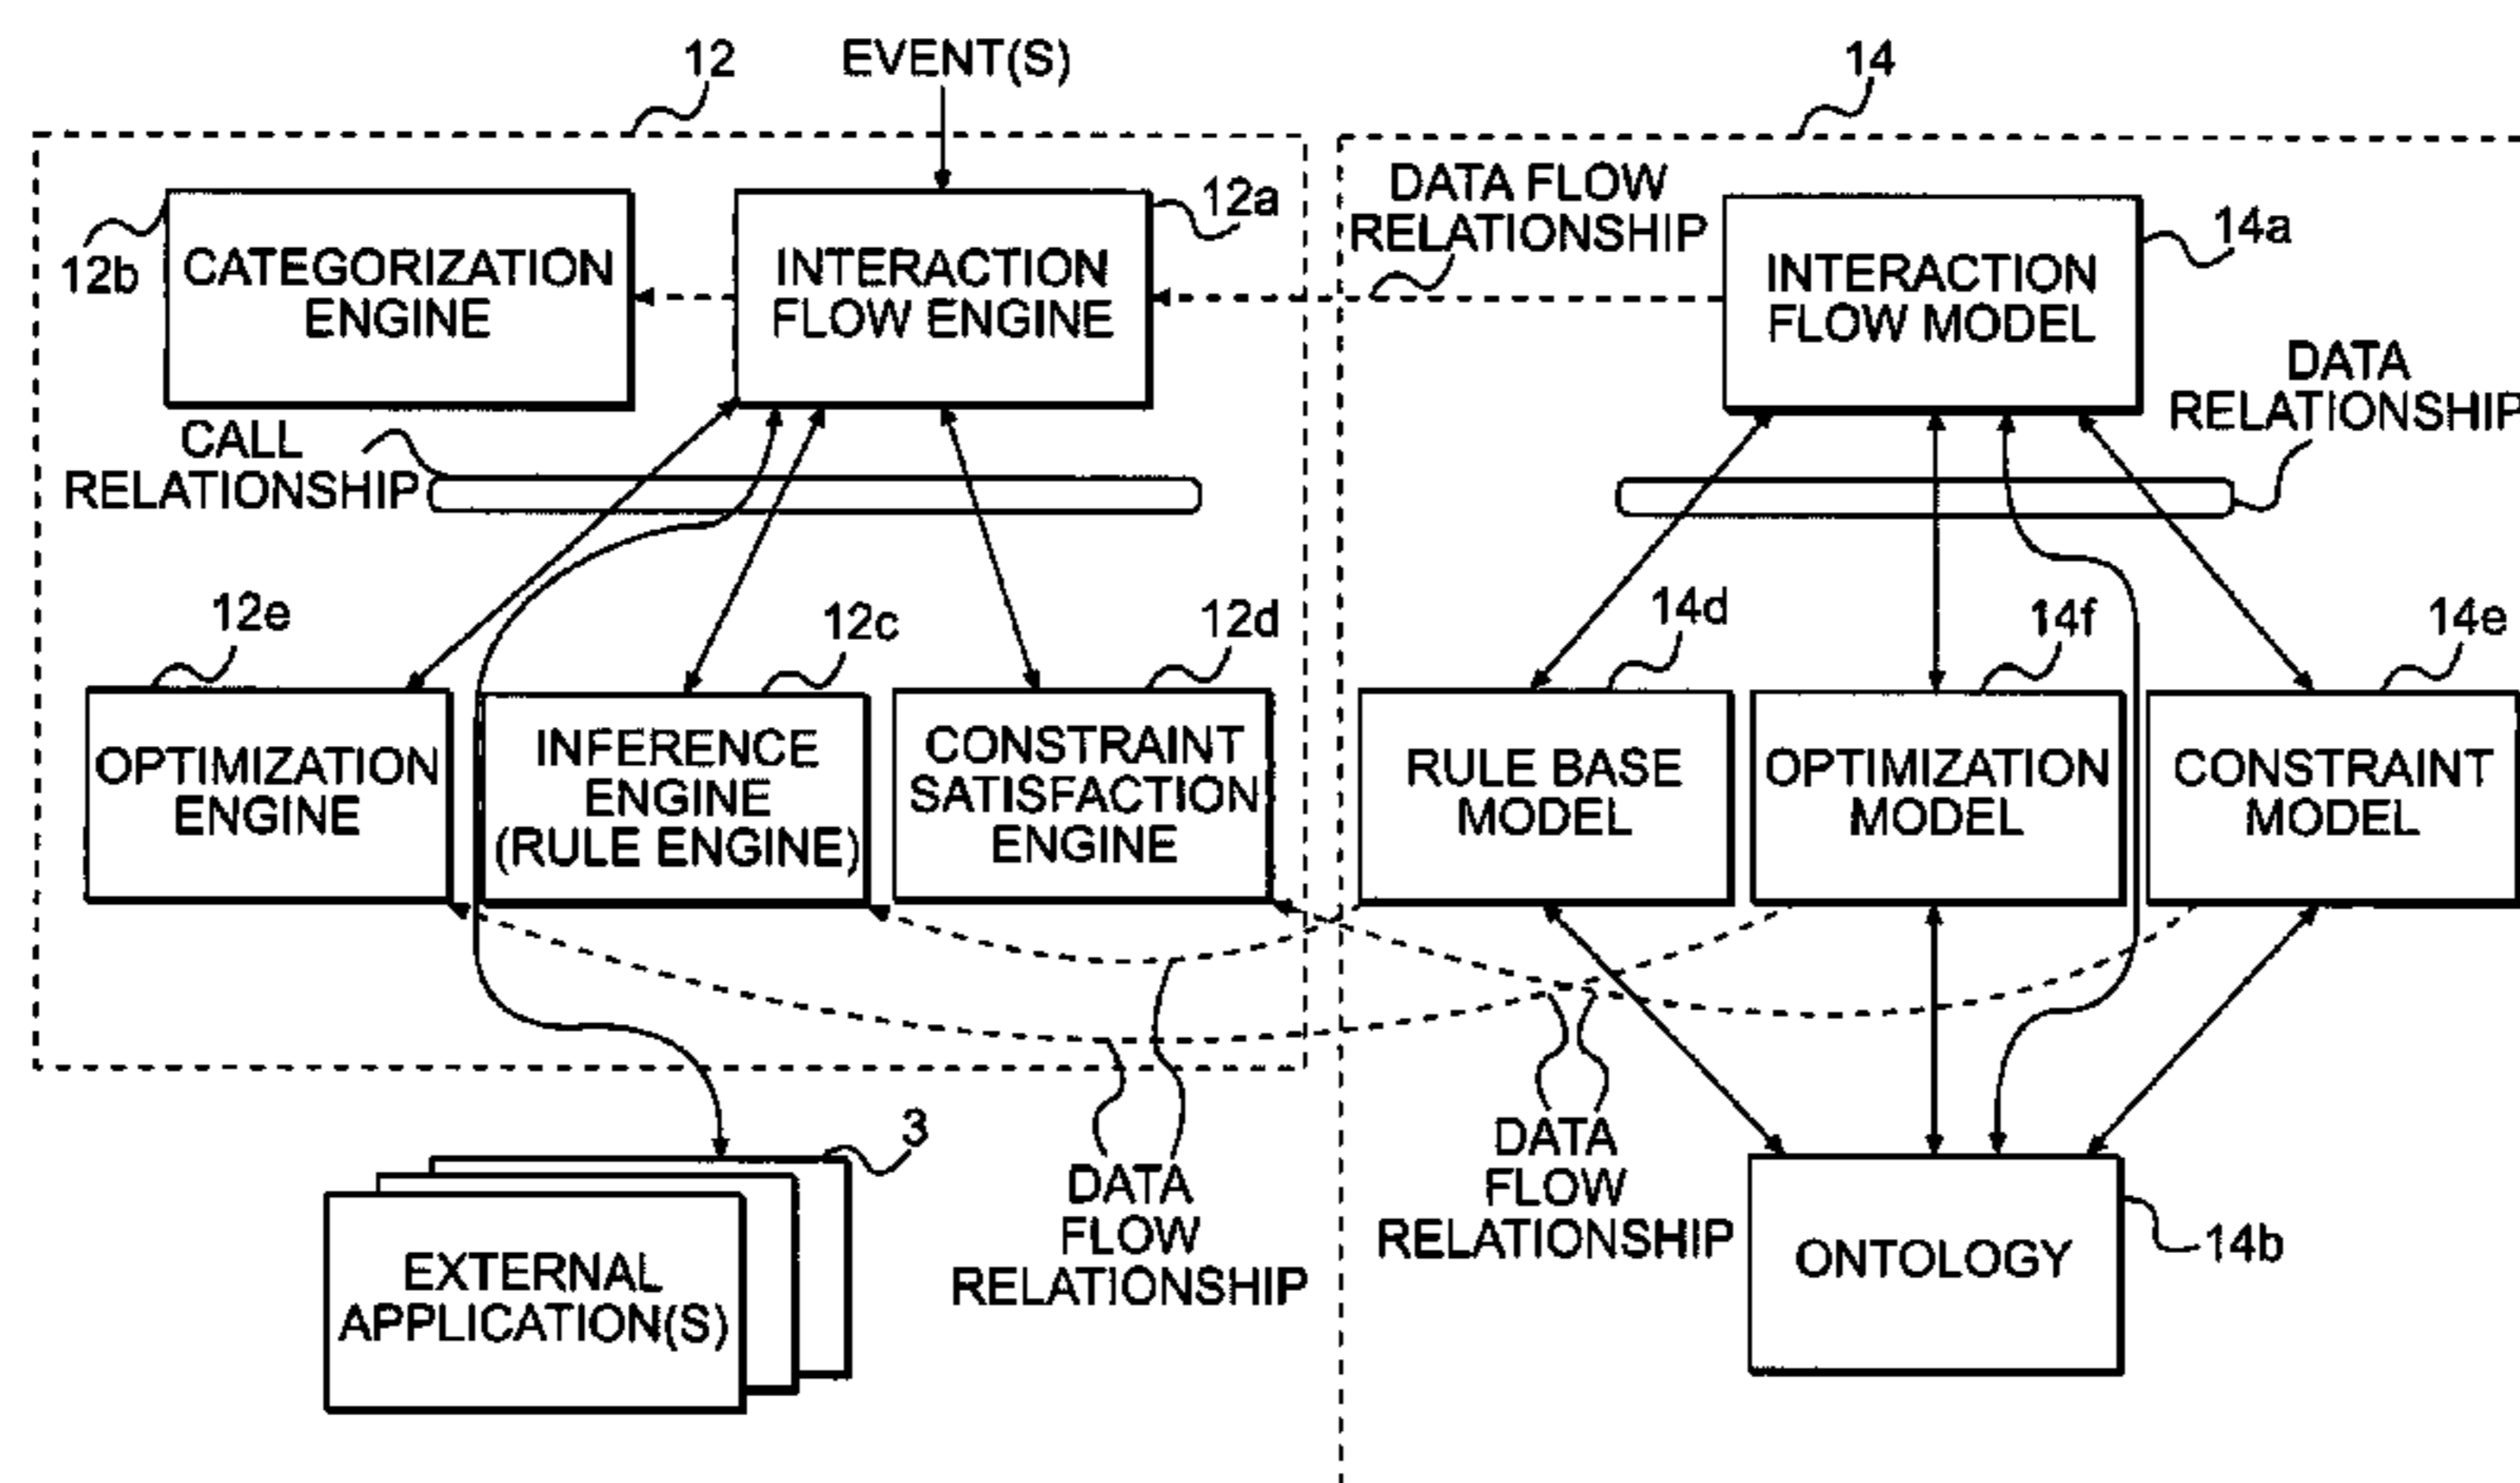 12
EVENT(S)
14
12b
CATEGORIZATION
ENGINE
INTERACTION
FLOW ENGINE
12a
DATA FLOW
RELATIONSHIP
INTERACTION
FLOW MODEL
14a
DATA
RELATIONSHIP
CALL
RELATIONSHIP
12e
12c
12d
14d
14f
14e
OPTIMIZATION
ENGINE
INFERENCE
ENGINE
(RULE ENGINE)
CONSTRAINT
SATISFACTION
ENGINE
RULE BASE
MODEL
OPTIMIZATION
MODEL
CONSTRAINT
MODEL
3
EXTERNAL
APPLICATION(S)
DATA
FLOW
RELATIONSHIP
DATA
FLOW
RELATIONSHIP
ONTOLOGY
14b